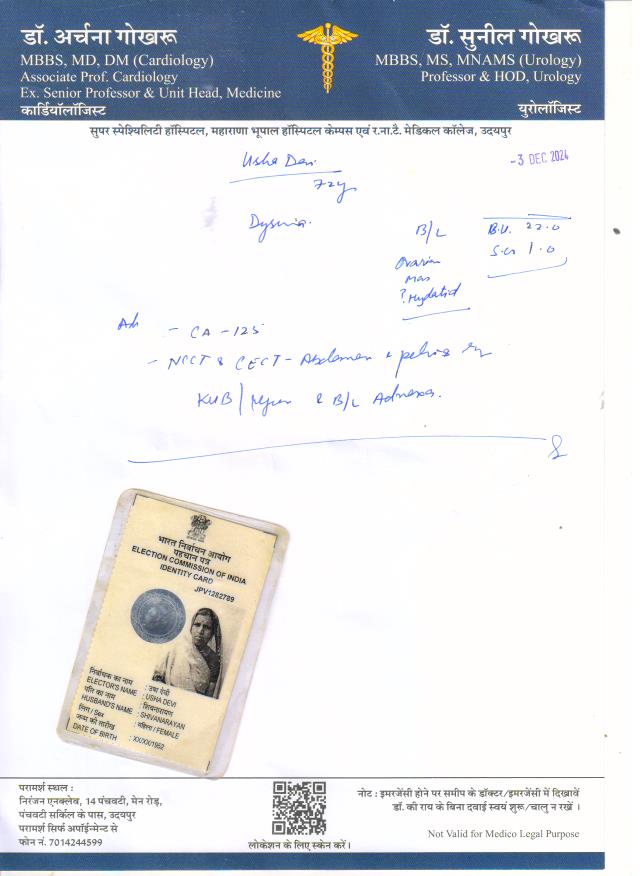 डॉ. अर्चना गोखरू
MBBS, MD, DM (Cardiology)
Associate Prof. Cardiology
Ex. Senior Professor & Unit Head, Medicine
कार्डियॉलॉजिस्ट
डॉ. सुनील गोखरू
MBBS, MS, MNAMS (Urology)
Professor & HOD, Urology
युरोलॉजिस्ट
सुपर स्पेश्यिलिटी हॉस्पिटल, महाराणा भूपाल हॉस्पिटल केम्पस एवं र.ना.टै. मेडिकल कॉलेज, उदयपुर
Usha Devi
72y
-3 DEC 2024
Dysuria.
B/L
Ovarian
Mass
? Hydatid
B.U. 22.0
S.Cr 1.0
Adv
- CA-125
- NCCT & CECT - Abdomen & pelvis
KUB / region & B/L Adnexa.
भारत निर्वाचन आयोग
पहचान पत्र
ELECTION COMMISSION OF INDIA
IDENTITY CARD
JPV1282789
निर्वाचक का नाम : उषा देवी
ELECTOR'S NAME : USHA DEVI
पति का नाम : शिवनारायण
HUSBAND'S NAME : SHIVANARAYAN
लिंग / Sex : महिला / FEMALE
जन्म की तारीख
DATE OF BIRTH : XX/XX/1952
परामर्श स्थल :
निरंजन एनक्लेव, 14 पंचवटी, मेन रोड़,
पंचवटी सर्किल के पास, उदयपुर
परामर्श सिर्फ अपॉर्इन्मेन्ट से
फोन नं. 7014244599
लोकेशन के लिए स्केन करें।
नोट : इमरजेंसी होने पर समीप के डॉक्टर/इमरजेंसी में दिखावें
डॉ. की राय के बिना दवाई स्वयं शुरू/चालु न रखें ।
Not Valid for Medico Legal Purpose